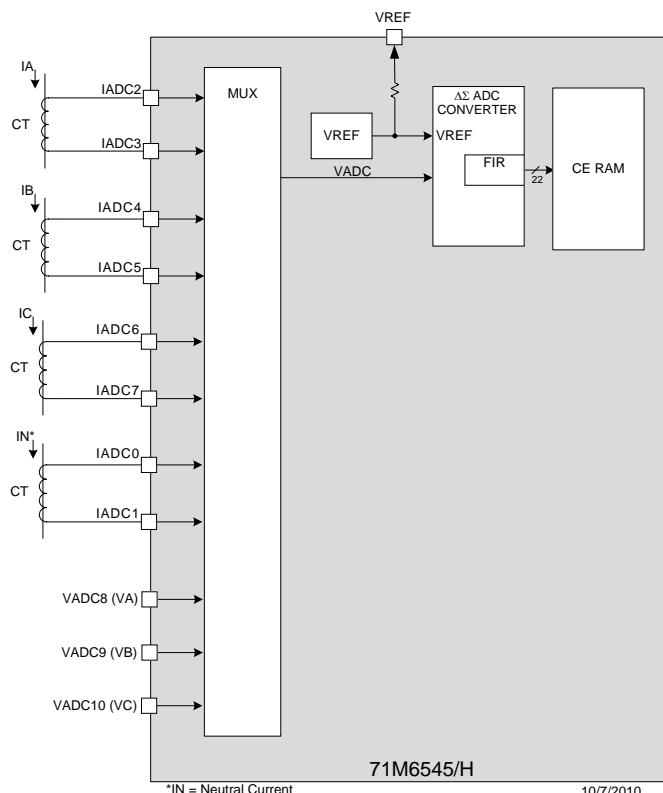 VREF
IA
IADC2
MUX
ΔΣ ADC
CONVERTER
CT
VREF
VREF
IADC3
FIR
VADC
22
CE RAM
IB
IADC4
CT
IADC5
IC
IADC6
CT
IADC7
IN*
IADC0
CT
IADC1
VADC8 (VA)
VADC9 (VB)
VADC10 (VC)
71M6545/H
*IN = Neutral Current
10/7/2010